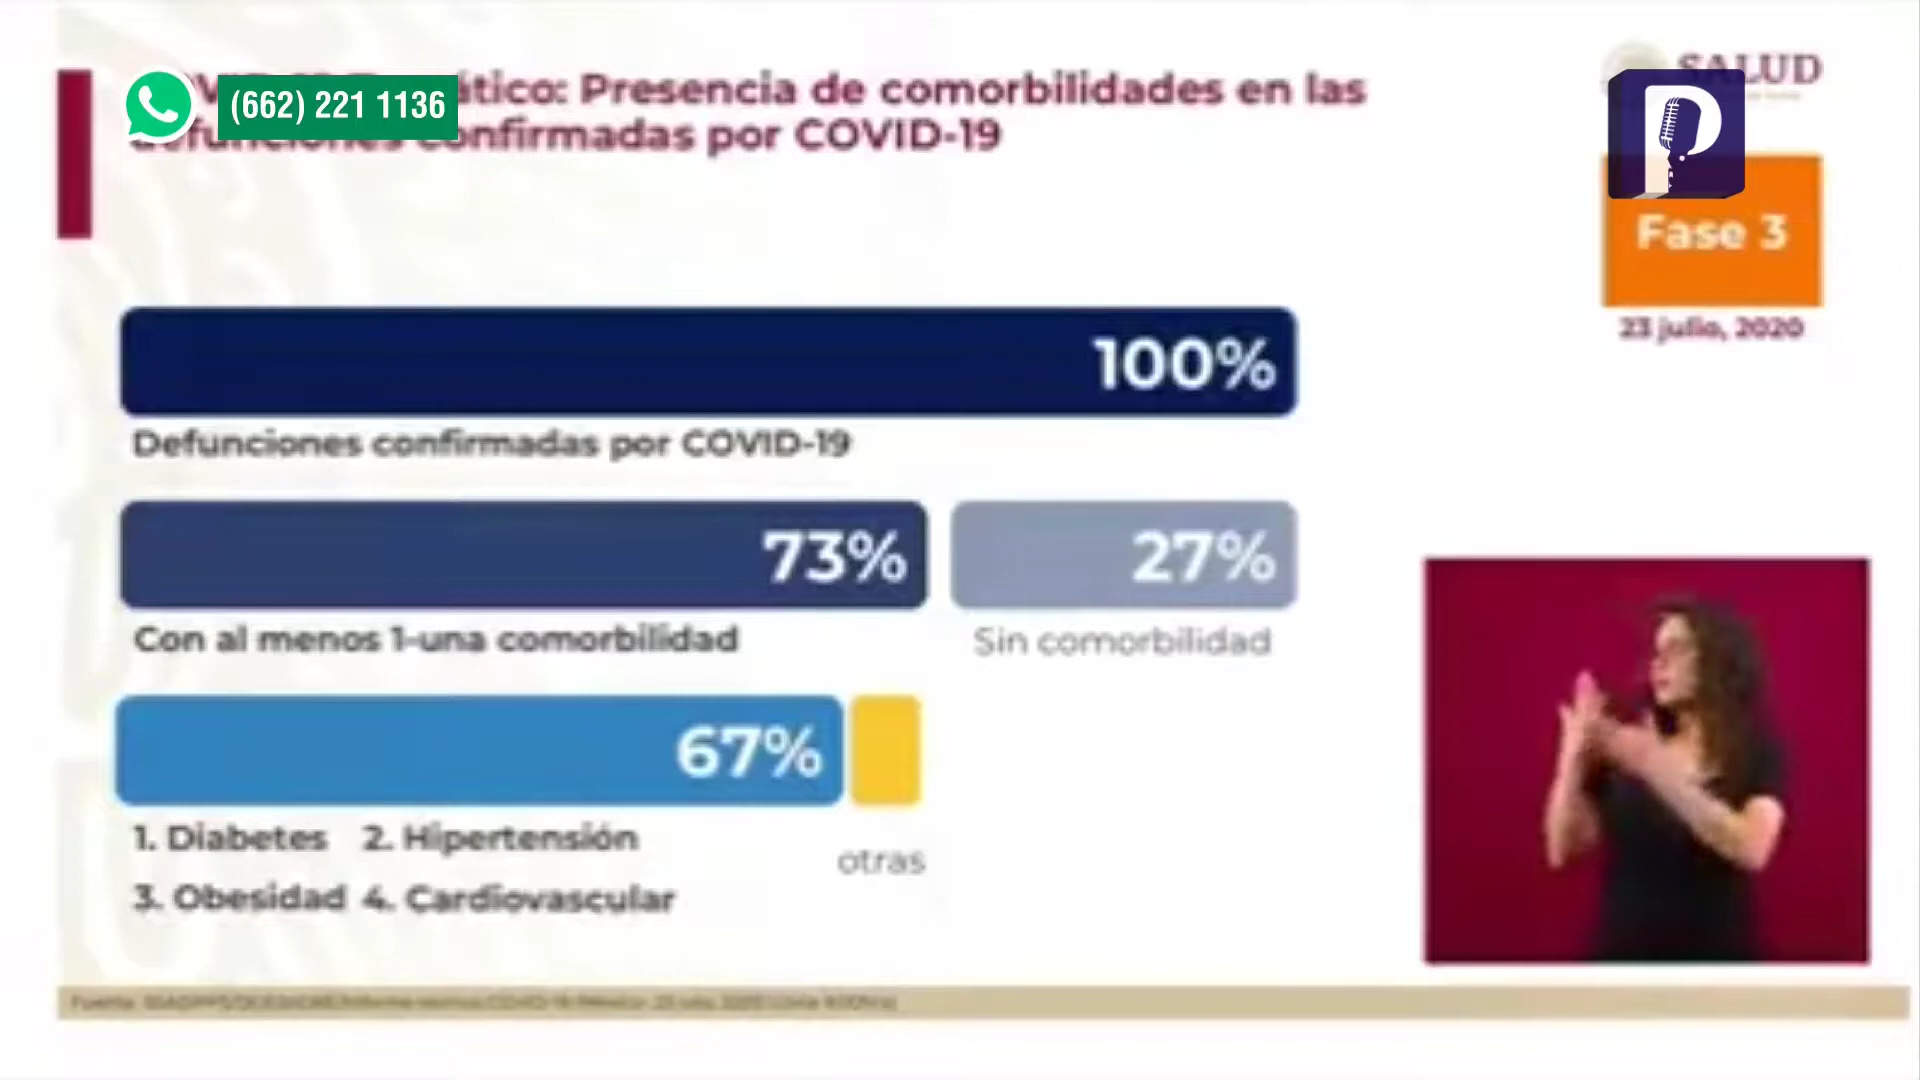 (662) 221 1136
Presencia de comorbilidades en las
confirmadas por COVID-19
SALUD
Fase 3
23 julio, 2020
100%
Defunciones confirmadas por COVID-19
73%
27%
Con al menos 1-una comorbilidad
Sin comorbilidad
67%
1. Diabetes 2. Hipertensión
otras
3. Obesidad 4. Cardiovascular